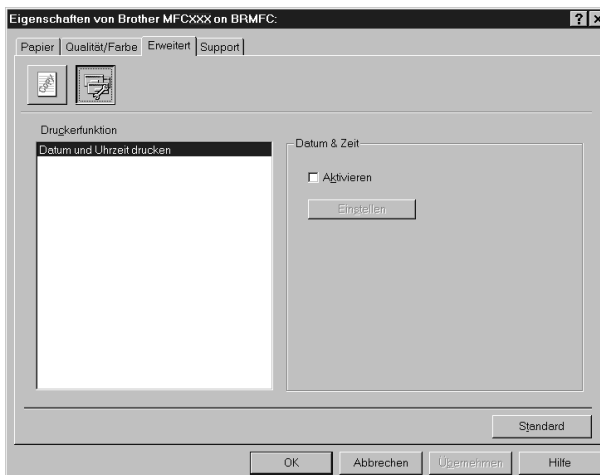 Eigenschaften von Brother MFCXXX on BRMFC:
Papier Qualität/Farbe Erweitert Support
Druckerfunktion
Datum und Uhrzeit drucken
Datum & Zeit
Aktivieren
Einstellen
Standard
OK Abbrechen Übernehmen Hilfe